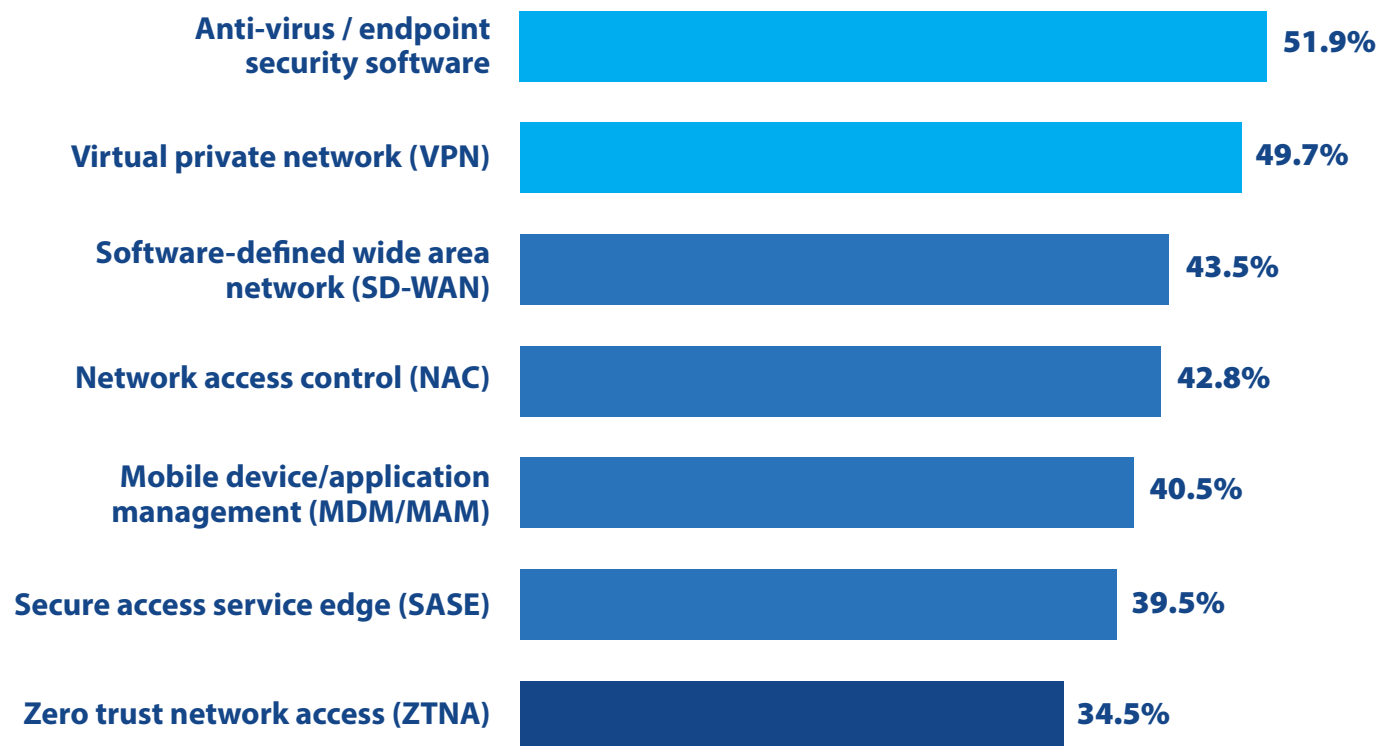 Anti-virus / endpoint
security software
51.9%
Virtual private network (VPN)
49.7%
Software-defined wide area
network (SD-WAN)
43.5%
Network access control (NAC)
42.8%
Mobile device/application
management (MDM/MAM)
40.5%
Secure access service edge (SASE)
39.5%
Zero trust network access (ZTNA)
34.5%